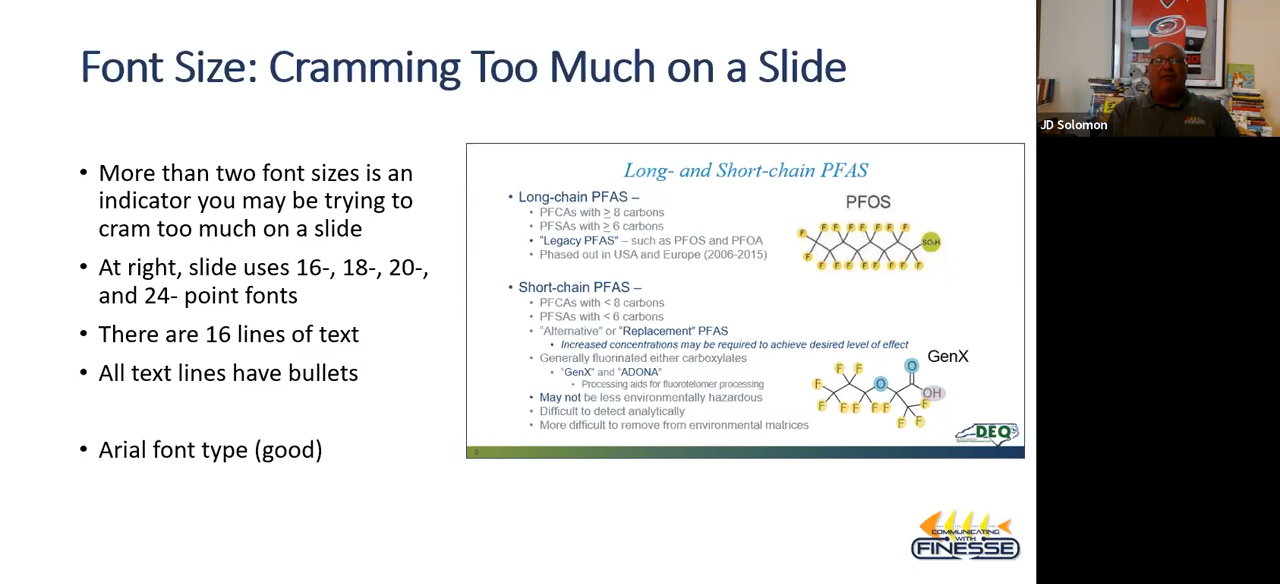 Font Size: Cramming Too Much on a Slide
• More than two font sizes is an
indicator you may be trying to
cram too much on a slide
• At right, slide uses 16-, 18-, 20-,
and 24- point fonts
• There are 16 lines of text
• All text lines have bullets
• Arial font type (good)
Long- and Short-chain PFAS
• Long-chain PFAS –
• PFCAs with ≥ 8 carbons
• PFSAs with ≥ 6 carbons
• "Legacy PFAS" – such as PFOS and PFOA
• Phased out in USA and Europe (2006-2015)
• Short-chain PFAS –
• PFCAs with < 8 carbons
• PFSAs with < 6 carbons
• "Alternative" or "Replacement" PFAS
• Increased concentrations may be required to achieve desired level of effect
• Generally fluorinated either carboxylates
• "GenX" and "ADONA"
• Processing aids for fluorotelomer processing
• May not be less environmentally hazardous
• Difficult to detect analytically
• More difficult to remove from environmental matrices
PFOS
F F F F F F F F
F SO₃H
F F F F F F F F
GenX
O
F F
F O OH
F F F F F F
F F
DEQ
5
COMMUNICATING
WITH
FINESSE
JD Solomon